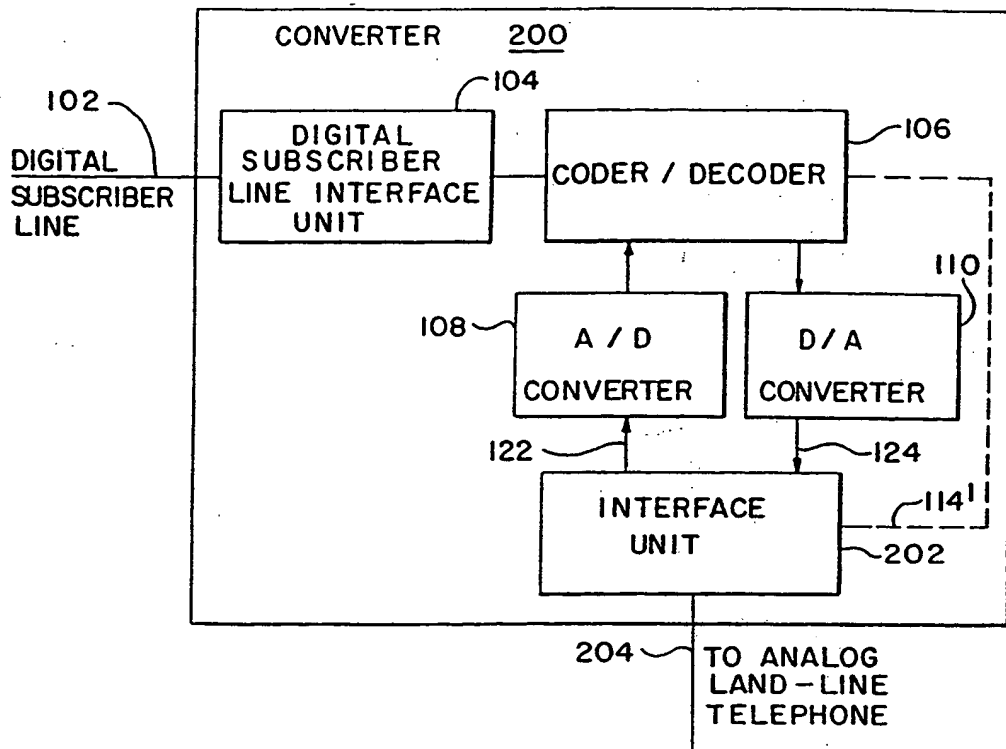 CONVERTER 200
102
104
106
DIGITAL
SUBSCRIBER
LINE
DIGITAL
SUBSCRIBER
LINE INTERFACE
UNIT
CODER / DECODER
108
A / D
CONVERTER
110
D/A
CONVERTER
122
124
INTERFACE
UNIT
114'
202
204
TO ANALOG
LAND-LINE
TELEPHONE